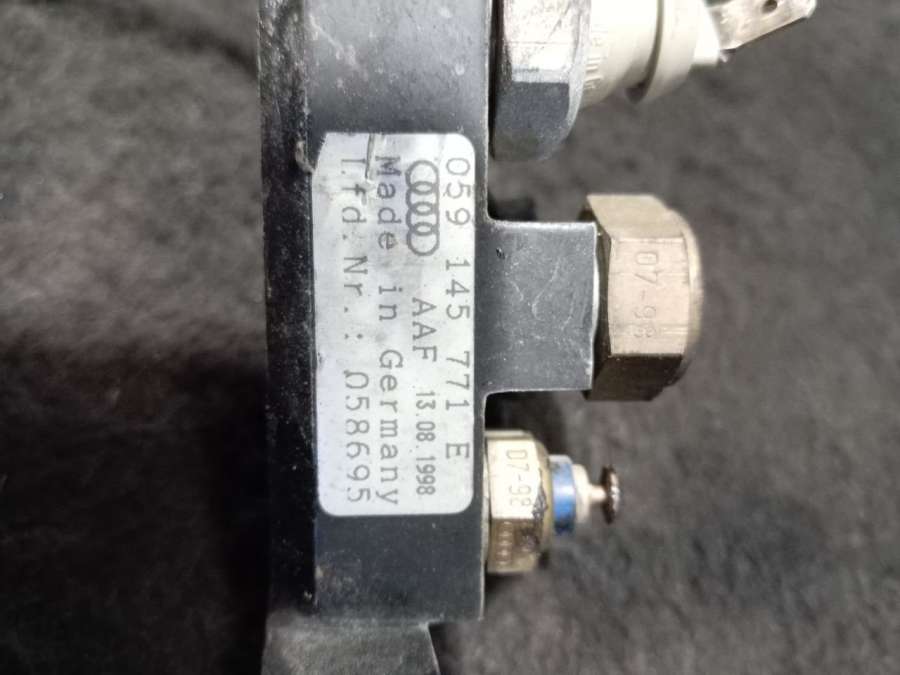 059 145 771 E
AAF 13.08.1998
Made in Germany
Lfd. Nr.: 058695
07-98
07-98